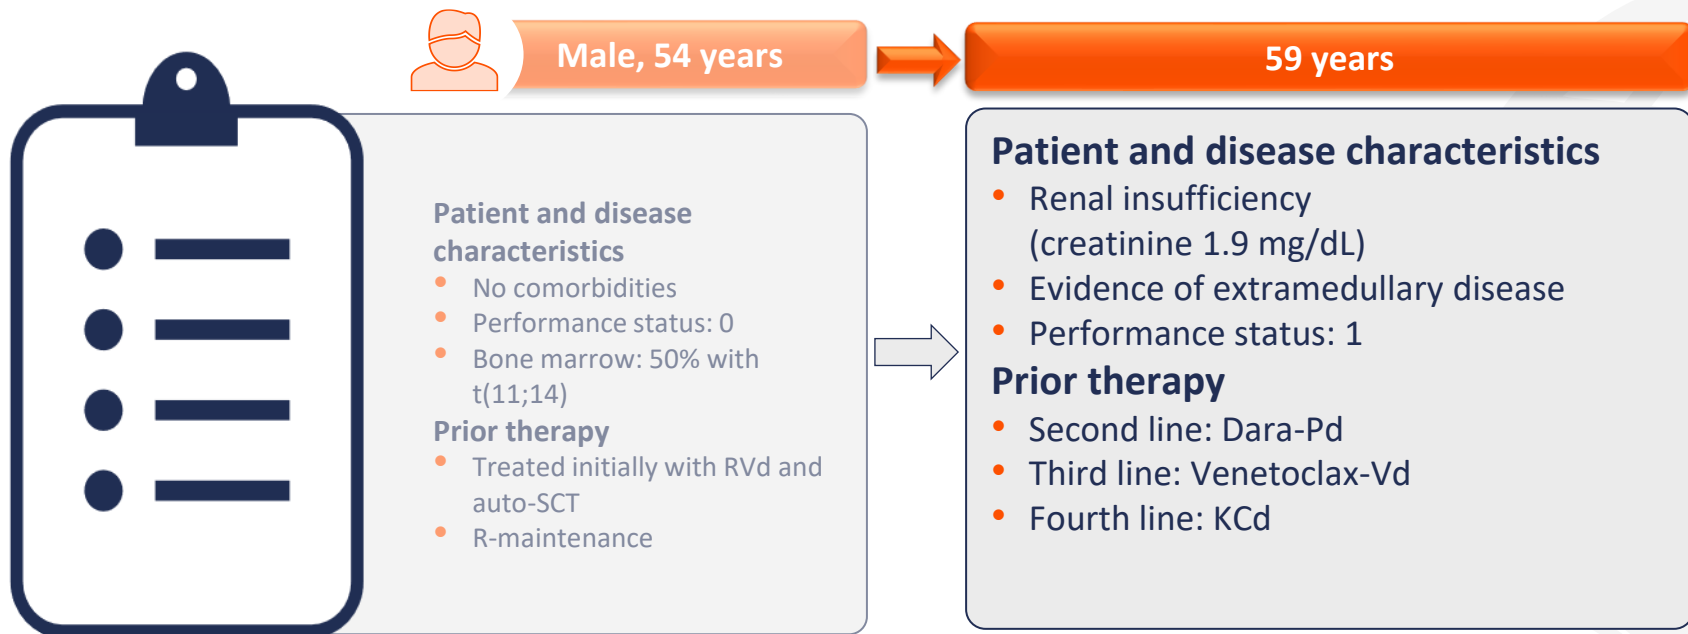 Male, 54 years
Patient and disease
characteristics
• No comorbidities
• Performance status: 0
• Bone marrow: 50% with
t(11;14)
Prior therapy
• Treated initially with RVd and
auto-SCT
• R-maintenance
59 years
Patient and disease characteristics
• Renal insufficiency
(creatinine 1.9 mg/dL)
• Evidence of extramedullary disease
• Performance status: 1
Prior therapy
• Second line: Dara-Pd
• Third line: Venetoclax-Vd
• Fourth line: KCd